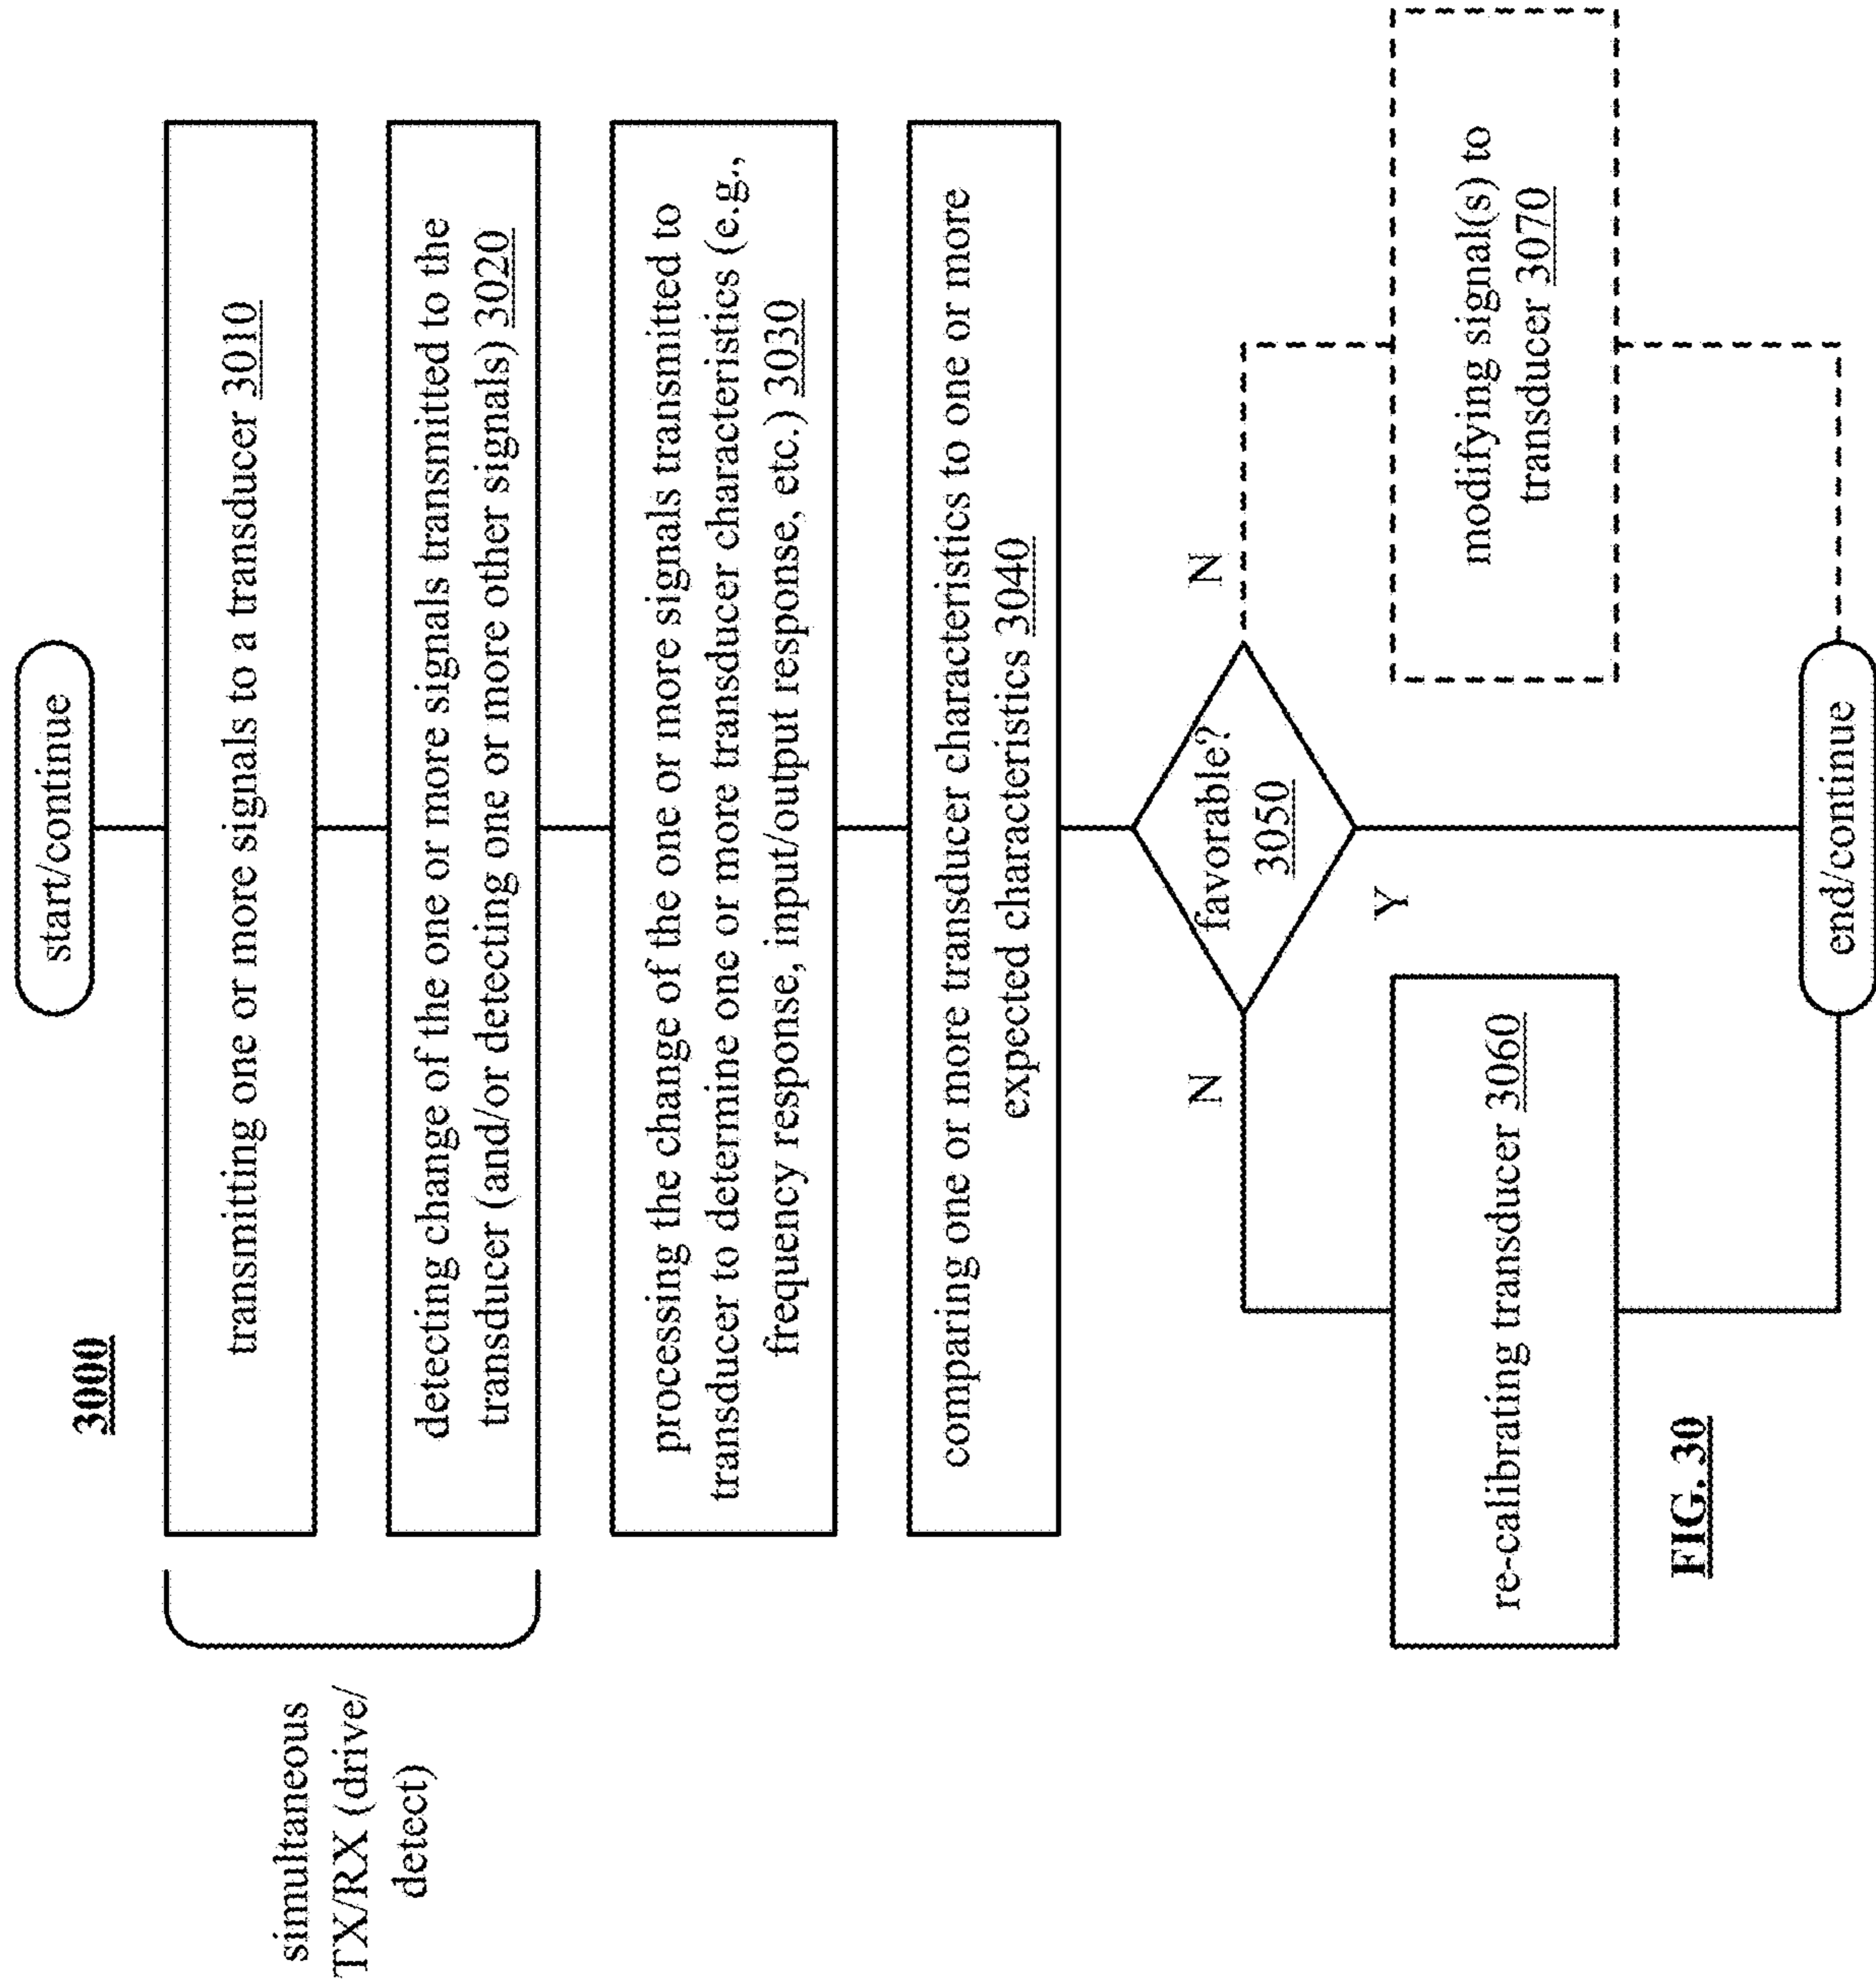 3000
start/continue
simultaneous
TX/RX (drive/
detect)
transmitting one or more signals to a transducer 3010
detecting change of the one or more signals transmitted to the
transducer (and/or detecting one or more other signals) 3020
processing the change of the one or more signals transmitted to
transducer to determine one or more transducer characteristics (e.g.,
frequency response, input/output response, etc.) 3030
comparing one or more transducer characteristics to one or more
expected characteristics 3040
favorable?
3050
N
N
Y
re-calibrating transducer 3060
modifying signal(s) to
transducer 3070
end/continue
FIG. 30